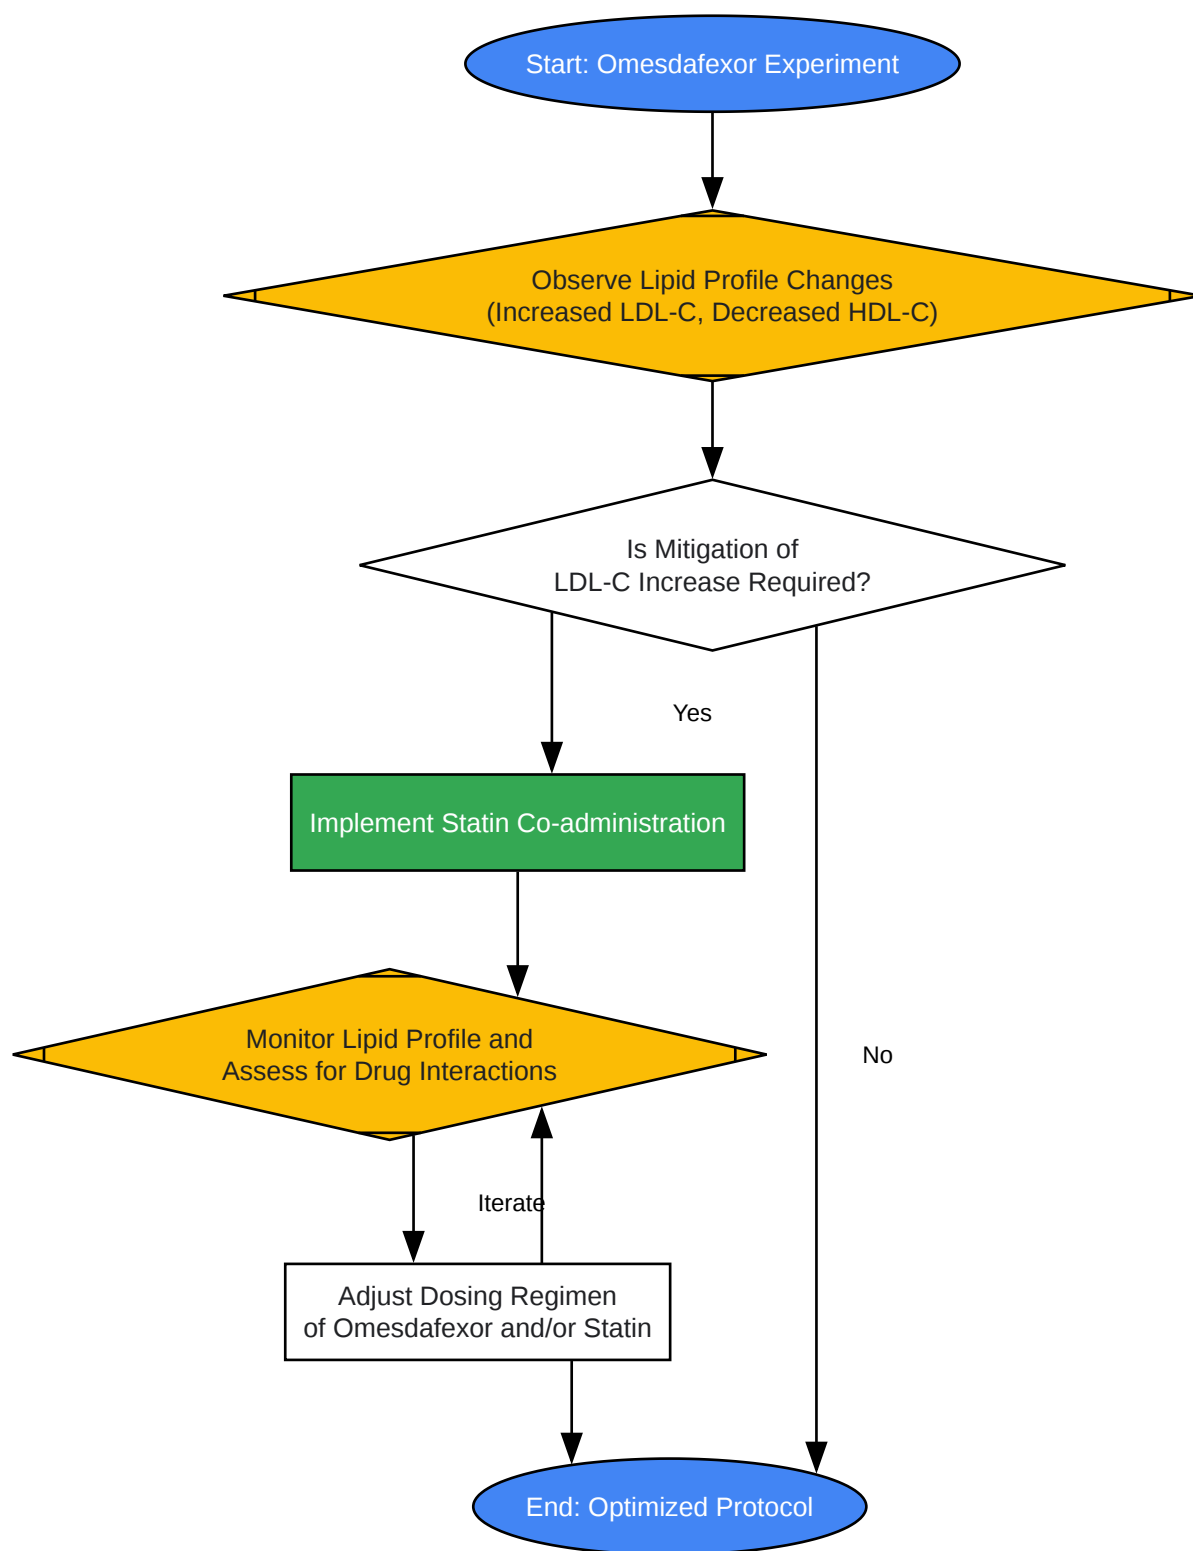 Start: Omesdafexor Experiment
Observe Lipid Profile Changes
(Increased LDL-C, Decreased HDL-C)
Is Mitigation of
LDL-C Increase Required?
Yes
Implement Statin Co-administration
Monitor Lipid Profile and
Assess for Drug Interactions
No
Iterate
Adjust Dosing Regimen
of Omesdafexor and/or Statin
End: Optimized Protocol